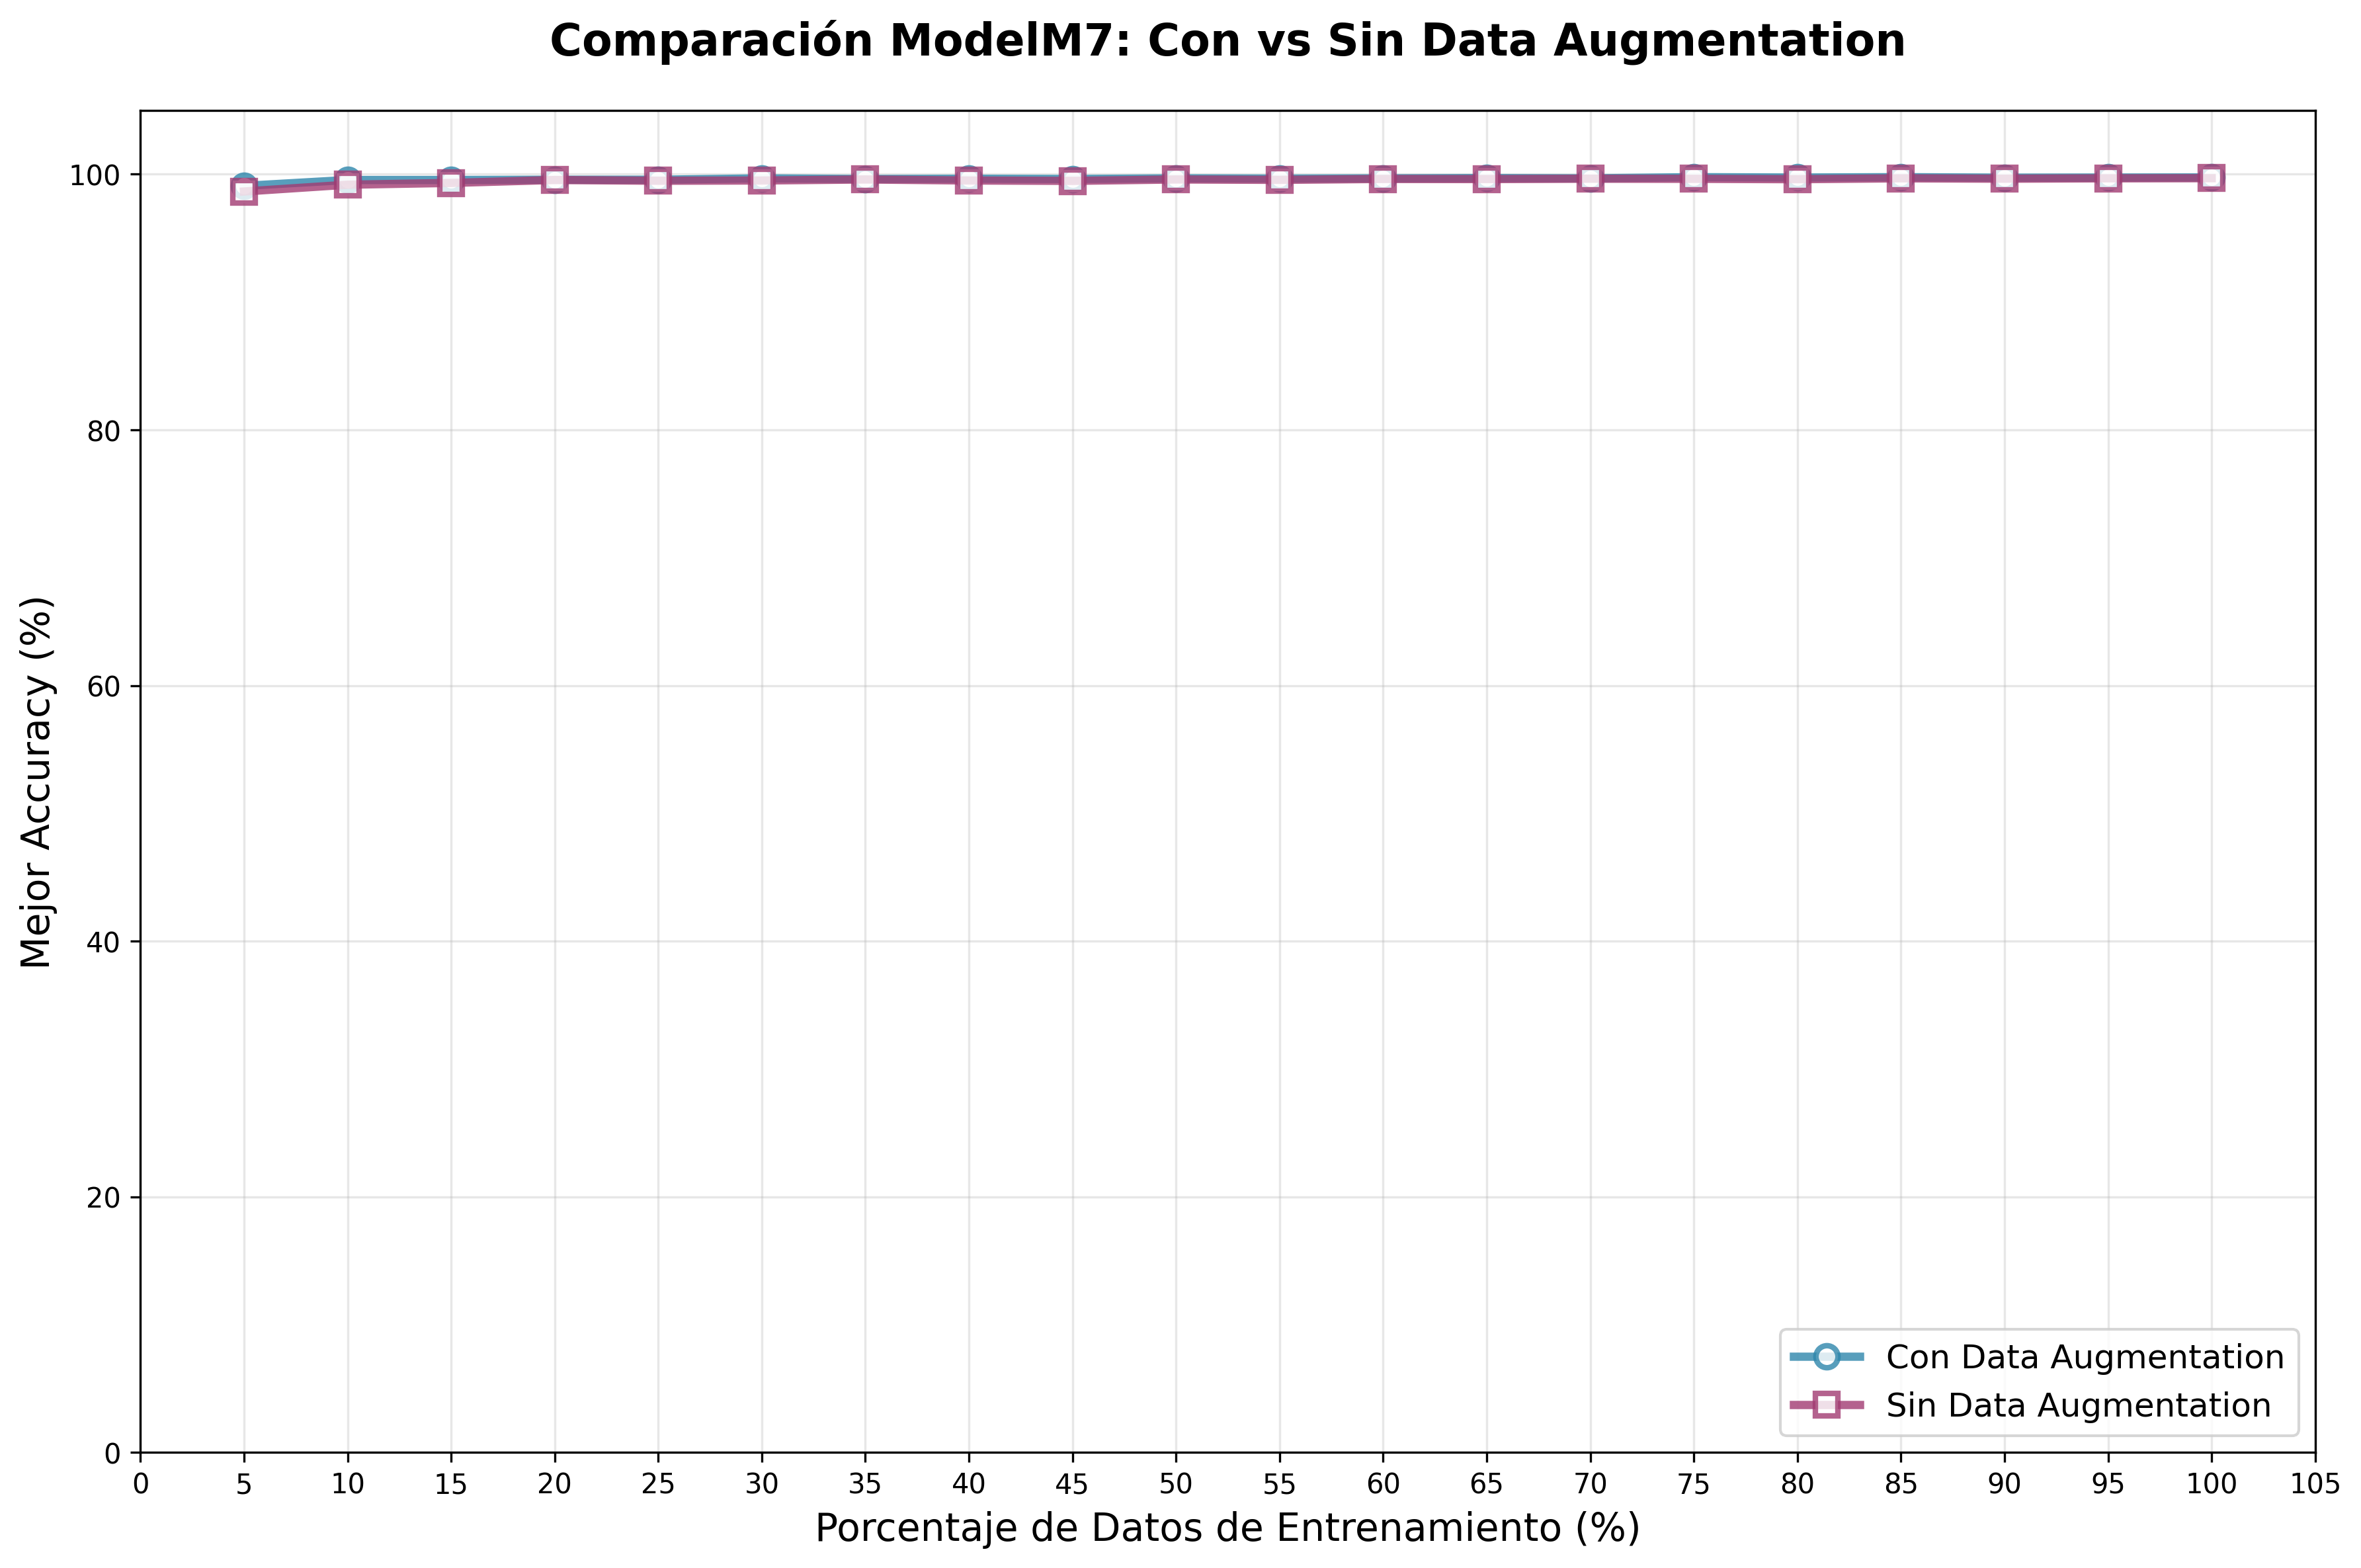 Comparación ModelM7: Con vs Sin Data Augmentation
Mejor Accuracy (%)
100
80
60
40
20
0
0 5 10 15 20 25 30 35 40 45 50 55 60 65 70 75 80 85 90 95 100 105
Porcentaje de Datos de Entrenamiento (%)
Con Data Augmentation
Sin Data Augmentation